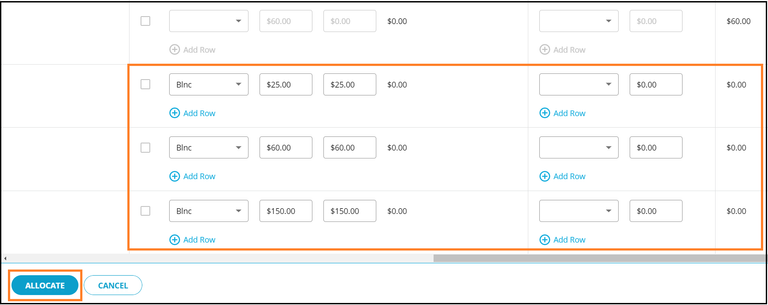 $60.00 $0.00 $0.00 $0.00 $60.00
Add Row Add Row
Blnc $25.00 $25.00 $0.00 $0.00 $0.00
Add Row Add Row
Blnc $60.00 $60.00 $0.00 $0.00 $0.00
Add Row Add Row
Blnc $150.00 $150.00 $0.00 $0.00 $0.00
Add Row Add Row
ALLOCATE CANCEL